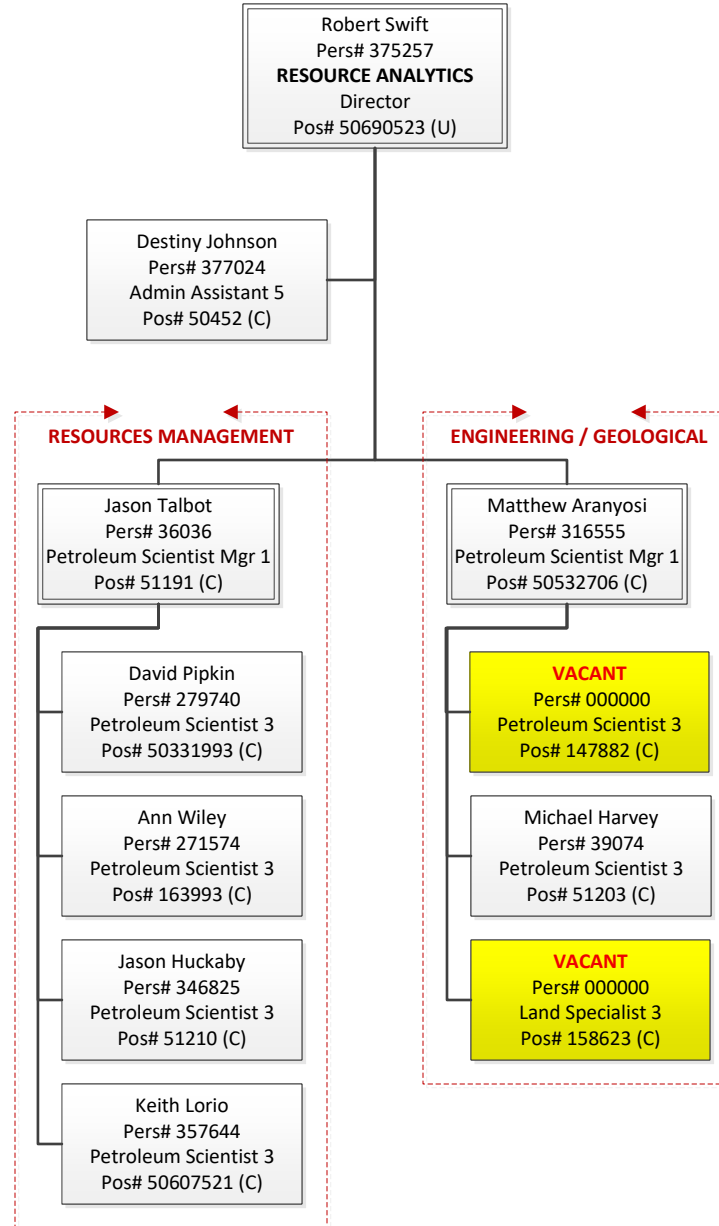 Robert Swift
Pers# 375257
RESOURCE ANALYTICS
Director
Pos# 50690523 (U)
Destiny Johnson
Pers# 377024
Admin Assistant 5
Pos# 50452 (C)
RESOURCES MANAGEMENT
Jason Talbot
Pers# 36036
Petroleum Scientist Mgr 1
Pos# 51191 (C)
David Pipkin
Pers# 279740
Petroleum Scientist 3
Pos# 50331993 (C)
Ann Wiley
Pers# 271574
Petroleum Scientist 3
Pos# 163993 (C)
Jason Huckaby
Pers# 346825
Petroleum Scientist 3
Pos# 51210 (C)
Keith Lorio
Pers# 357644
Petroleum Scientist 3
Pos# 50607521 (C)
ENGINEERING / GEOLOGICAL
Matthew Aranyosi
Pers# 316555
Petroleum Scientist Mgr 1
Pos# 50532706 (C)
VACANT
Pers# 000000
Petroleum Scientist 3
Pos# 147882 (C)
Michael Harvey
Pers# 39074
Petroleum Scientist 3
Pos# 51203 (C)
VACANT
Pers# 000000
Land Specialist 3
Pos# 158623 (C)